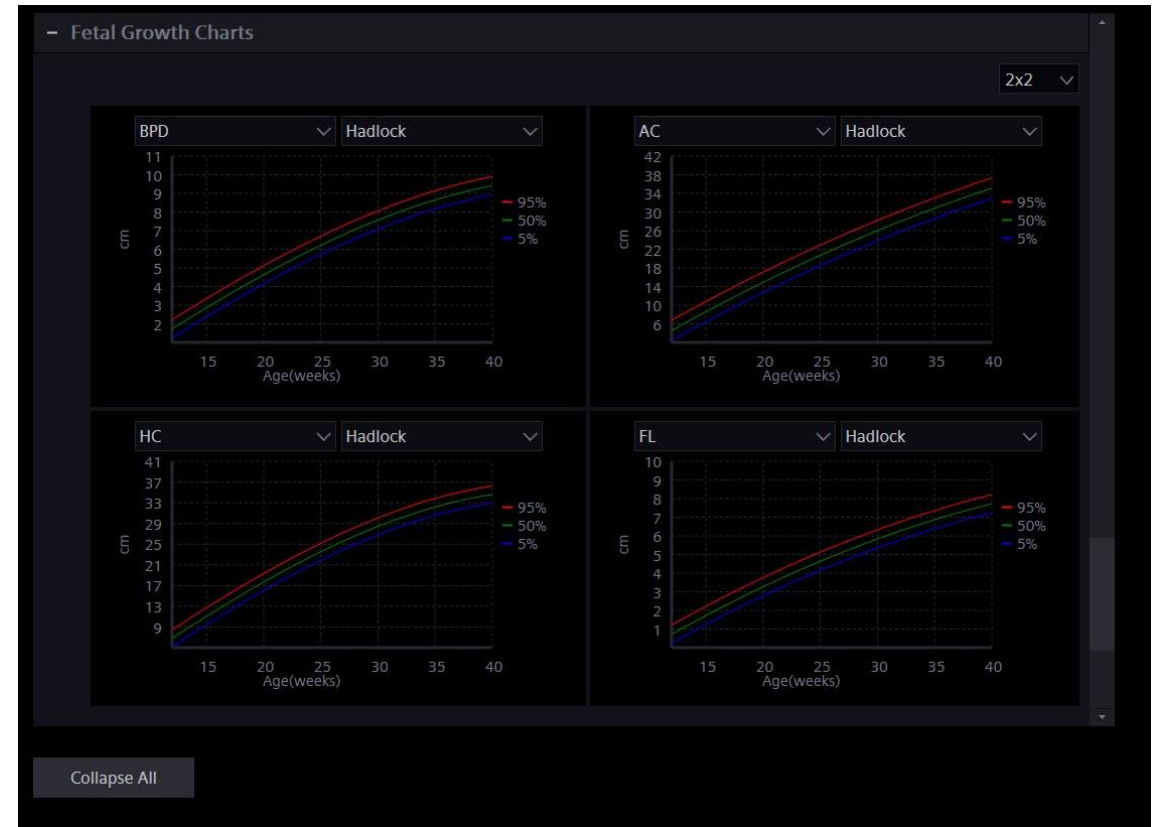 − Fetal Growth Charts
2x2
BPD Hadlock
11
10
9
8
7
6
5
4
3
2
cm
95%
50%
5%
15 20 25 30 35 40
Age(weeks)
AC Hadlock
42
38
34
30
26
22
18
14
10
6
cm
95%
50%
5%
15 20 25 30 35 40
Age(weeks)
HC Hadlock
41
37
33
29
25
21
17
13
9
cm
95%
50%
5%
15 20 25 30 35 40
Age(weeks)
FL Hadlock
10
9
8
7
6
5
4
3
2
1
cm
95%
50%
5%
15 20 25 30 35 40
Age(weeks)
Collapse All